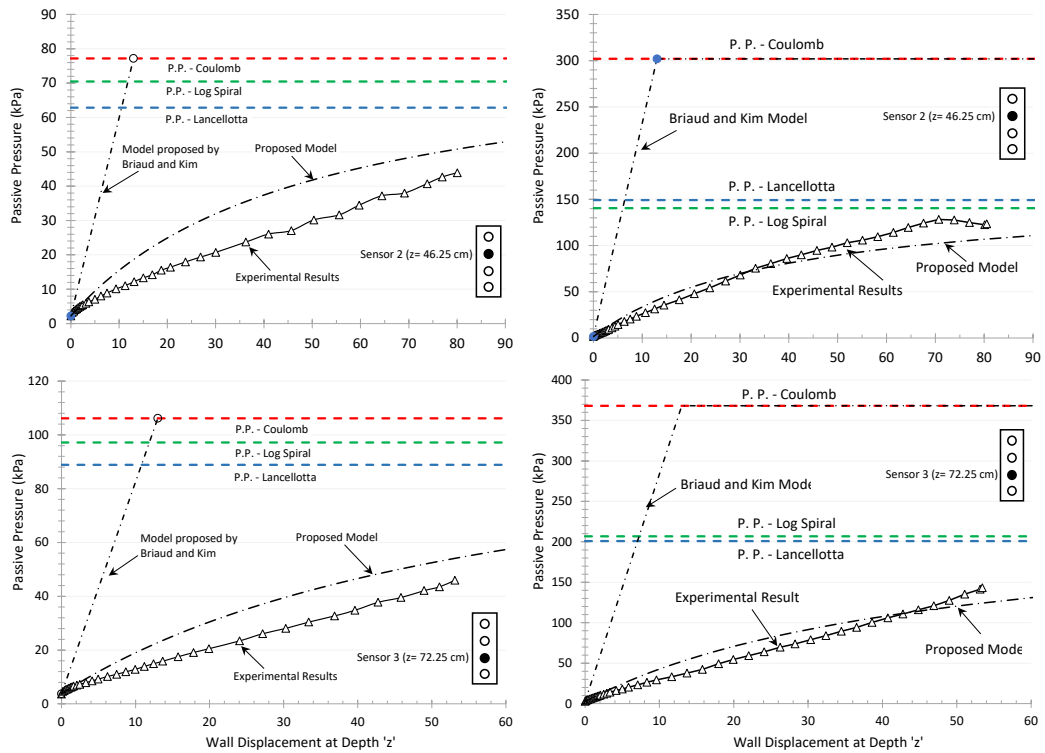 Passive Pressure (kPa)
90
80
70
60
50
40
30
20
10
0
P.P. - Coulomb
P.P. - Log Spiral
P.P. - Lancellotta
Model proposed by
Briaud and Kim
Proposed Model
Sensor 2 (z= 46.25 cm)
Experimental Results
0 10 20 30 40 50 60 70 80 90
Passive Pressure (kPa)
350
300
250
200
150
100
50
0
P. P. - Coulomb
Sensor 2 (z= 46.25 cm)
Briaud and Kim Model
P. P. - Lancellotta
P. P. - Log Spiral
Proposed Model
Experimental Results
0 10 20 30 40 50 60 70 80 90
Passive Pressure (kPa)
120
100
80
60
40
20
0
P.P. - Coulomb
P.P. - Log Spiral
P.P. - Lancellotta
Model proposed by
Briaud and Kim
Proposed Model
Sensor 3 (z= 72.25 cm)
Experimental Results
0 10 20 30 40 50 60
Wall Displacement at Depth 'z'
Passive Pressure (kPa)
400
350
300
250
200
150
100
50
0
P. P. - Coulomb
Sensor 3 (z= 72.25 cm)
Briaud and Kim Mode
P. P. - Log Spiral
P. P. - Lancellotta
Experimental Result
Proposed Mode
0 10 20 30 40 50 60
Wall Displacement at Depth 'z'